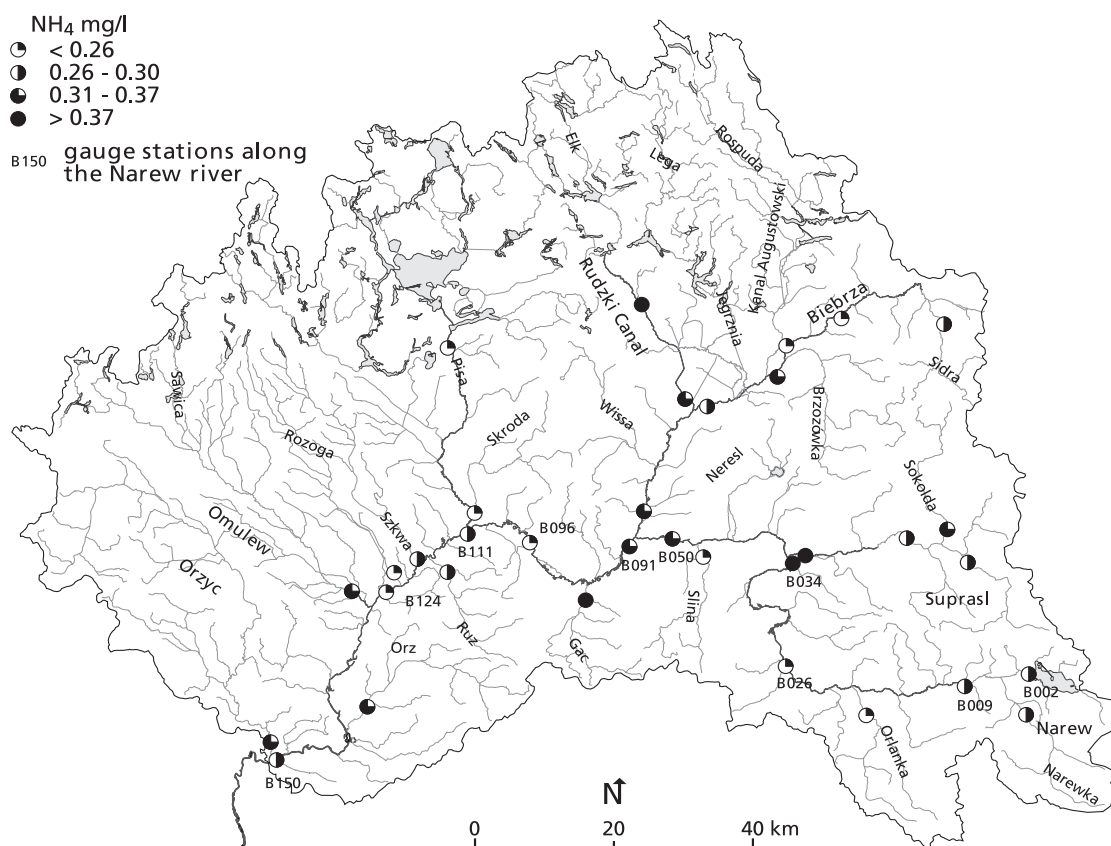 NH4 mg/l
< 0.26
0.26 - 0.30
0.31 - 0.37
> 0.37
B150 gauge stations along
the Narew river
Elk
Lega
Rospuda
Kanal Augustowski
Rudzki Canal
Jegrznia
Biebrza
Sidra
Pisa
Sawica
Skroda
Wissa
Brzozówka
Rozoga
Neresl
Sokolda
Omulew
Szkwa
B096
B111
B050
B091
B034
Orzyc
B124
Slina
Suprasl
Ruz
Orz
Gac
B026
B002
B009
Narew
Orlanka
Narewka
B150
N
0 20 40 km